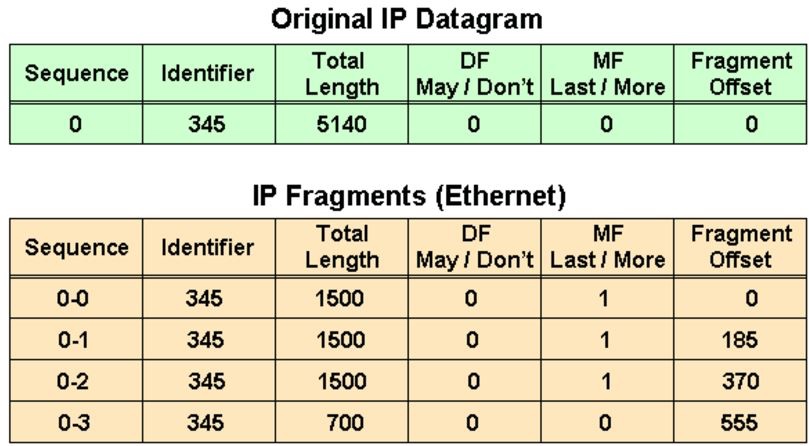 Original IP Datagram
Sequence Identifier Total Length DF May / Don't MF Last / More Fragment Offset
0 345 5140 0 0 0
IP Fragments (Ethernet)
Sequence Identifier Total Length DF May / Don't MF Last / More Fragment Offset
0-0 345 1500 0 1 0
0-1 345 1500 0 1 185
0-2 345 1500 0 1 370
0-3 345 700 0 0 555